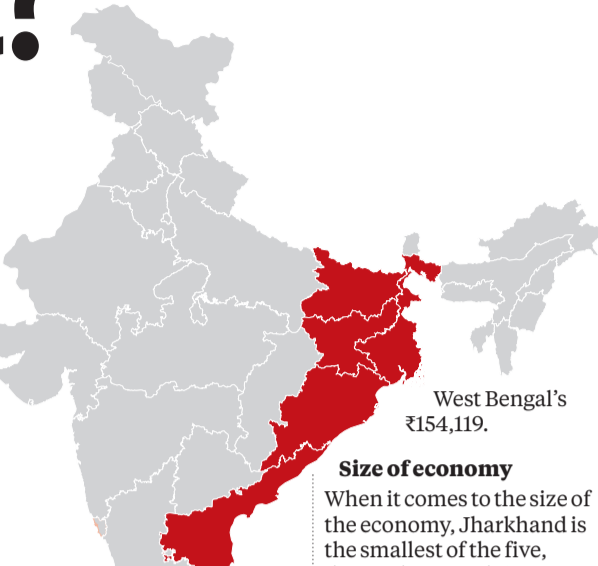 West Bengal’s
₹154,119.
Size of economy
When it comes to the size of
the economy, Jharkhand is
the smallest of the five,